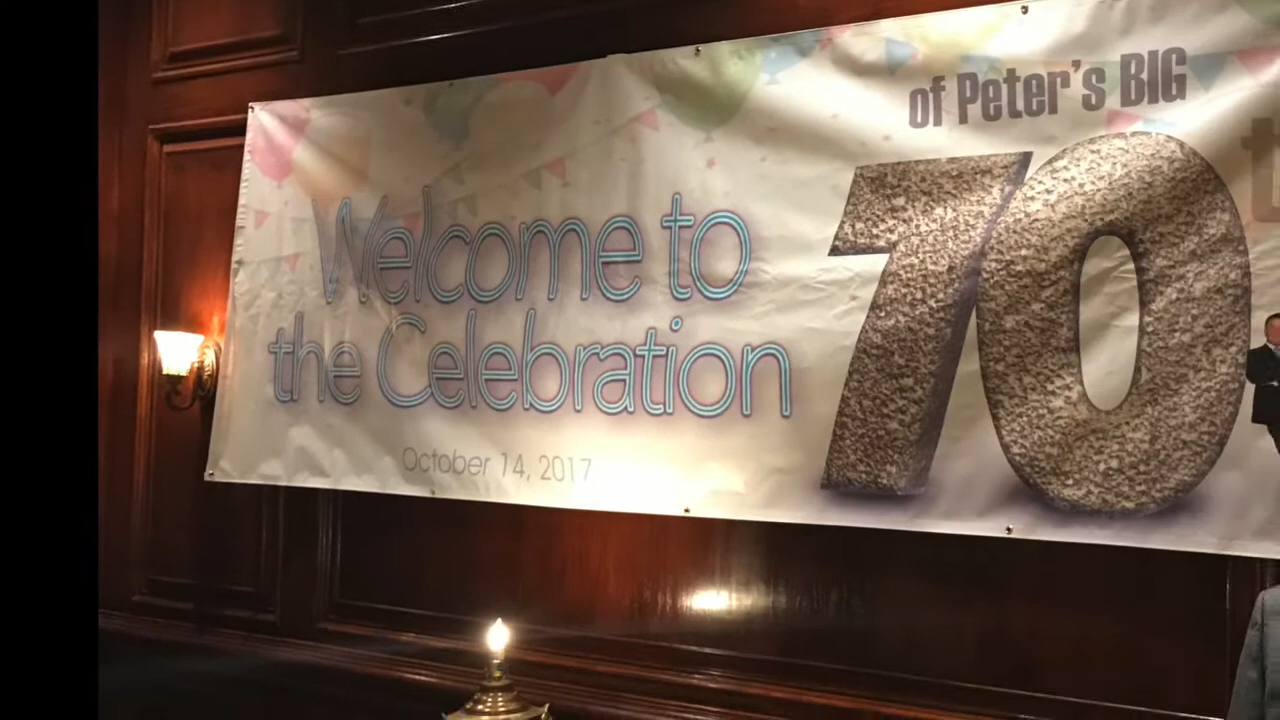 Welcome to
the Celebration
October 14, 2017
of Peter's BIG
70